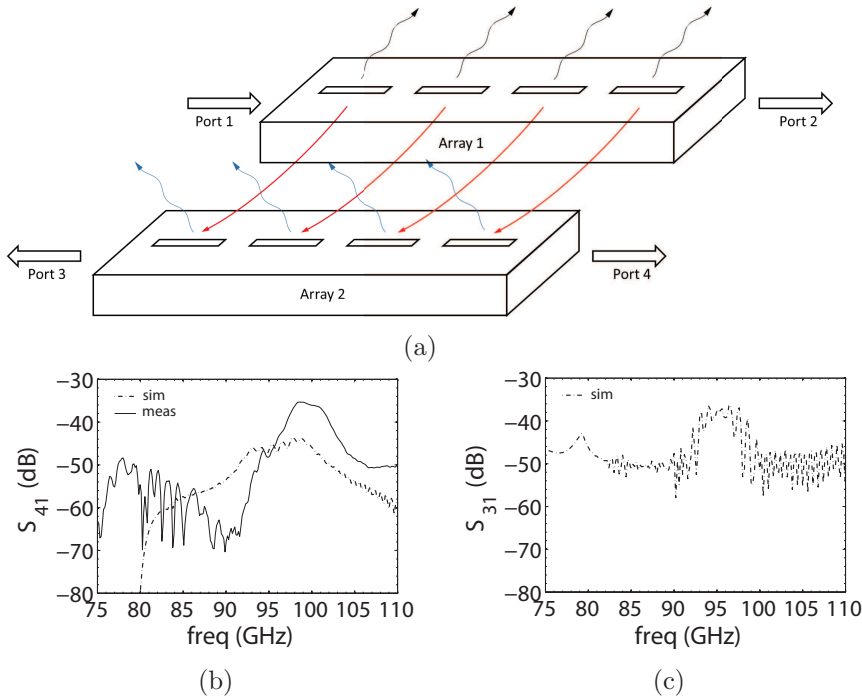 Port 1
Array 1
Port 2
Port 3
Array 2
Port 4
(a)
−30
−40
−50
−60
−70
−80
75 80 85 90 95 100 105 110
S41 (dB)
freq (GHz)
sim
meas
(b)
−30
−40
−50
−60
−70
−80
75 80 85 90 95 100 105 110
S31 (dB)
freq (GHz)
sim
(c)